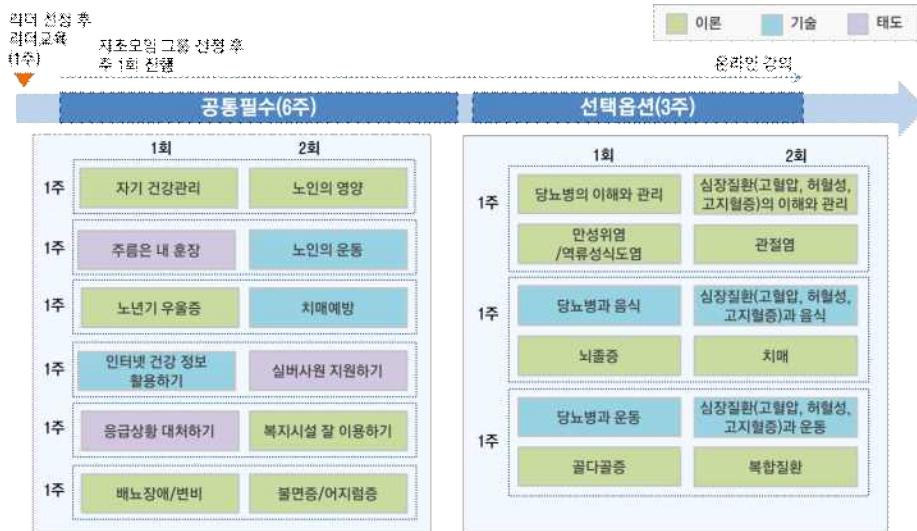 리더 선정 후
리더교육
(1주)
자조모임 그룹 선정 후
주 1회 진행
온라인 강의
이론
기술
태도
공통필수(6주)
선택옵션(3주)
1회
2회
1주
자기 건강관리
노인의 영양
1주
주름은 내 훈장
노인의 운동
1주
노년기 우울증
치매예방
1주
인터넷 건강 정보
활용하기
실버사원 지원하기
1주
응급상황 대처하기
복지시설 잘 이용하기
1주
배뇨장애/변비
불면증/어지럼증
1회
2회
1주
당뇨병의 이해와 관리
심장질환(고혈압, 허혈성,
고지혈증)의 이해와 관리
만성위염
/역류성식도염
관절염
1주
당뇨병과 음식
심장질환(고혈압, 허혈성,
고지혈증)과 음식
뇌졸증
치매
1주
당뇨병과 운동
심장질환(고혈압, 허혈성,
고지혈증)과 운동
골다골증
복합질환